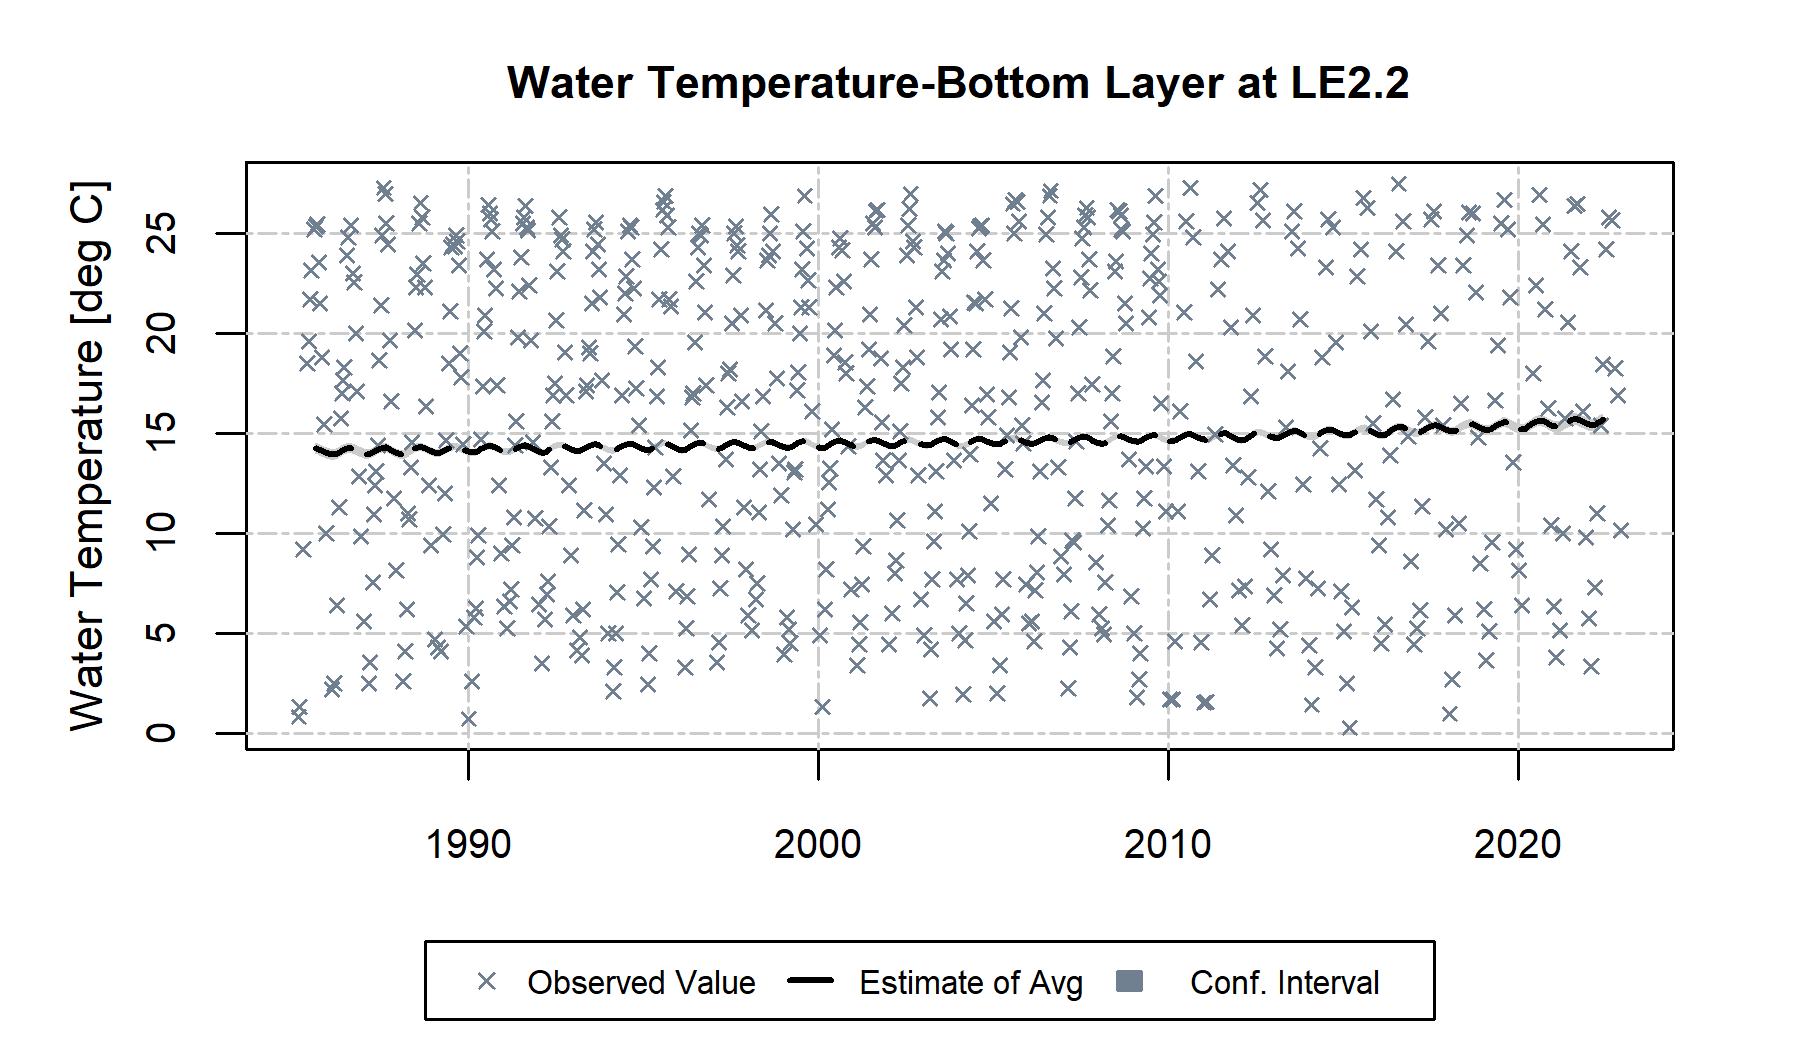 Water Temperature-Bottom Layer at LE2.2
Water Temperature [deg C]
25
20
15
10
5
0
1990 2000 2010 2020
Observed Value Estimate of Avg Conf. Interval